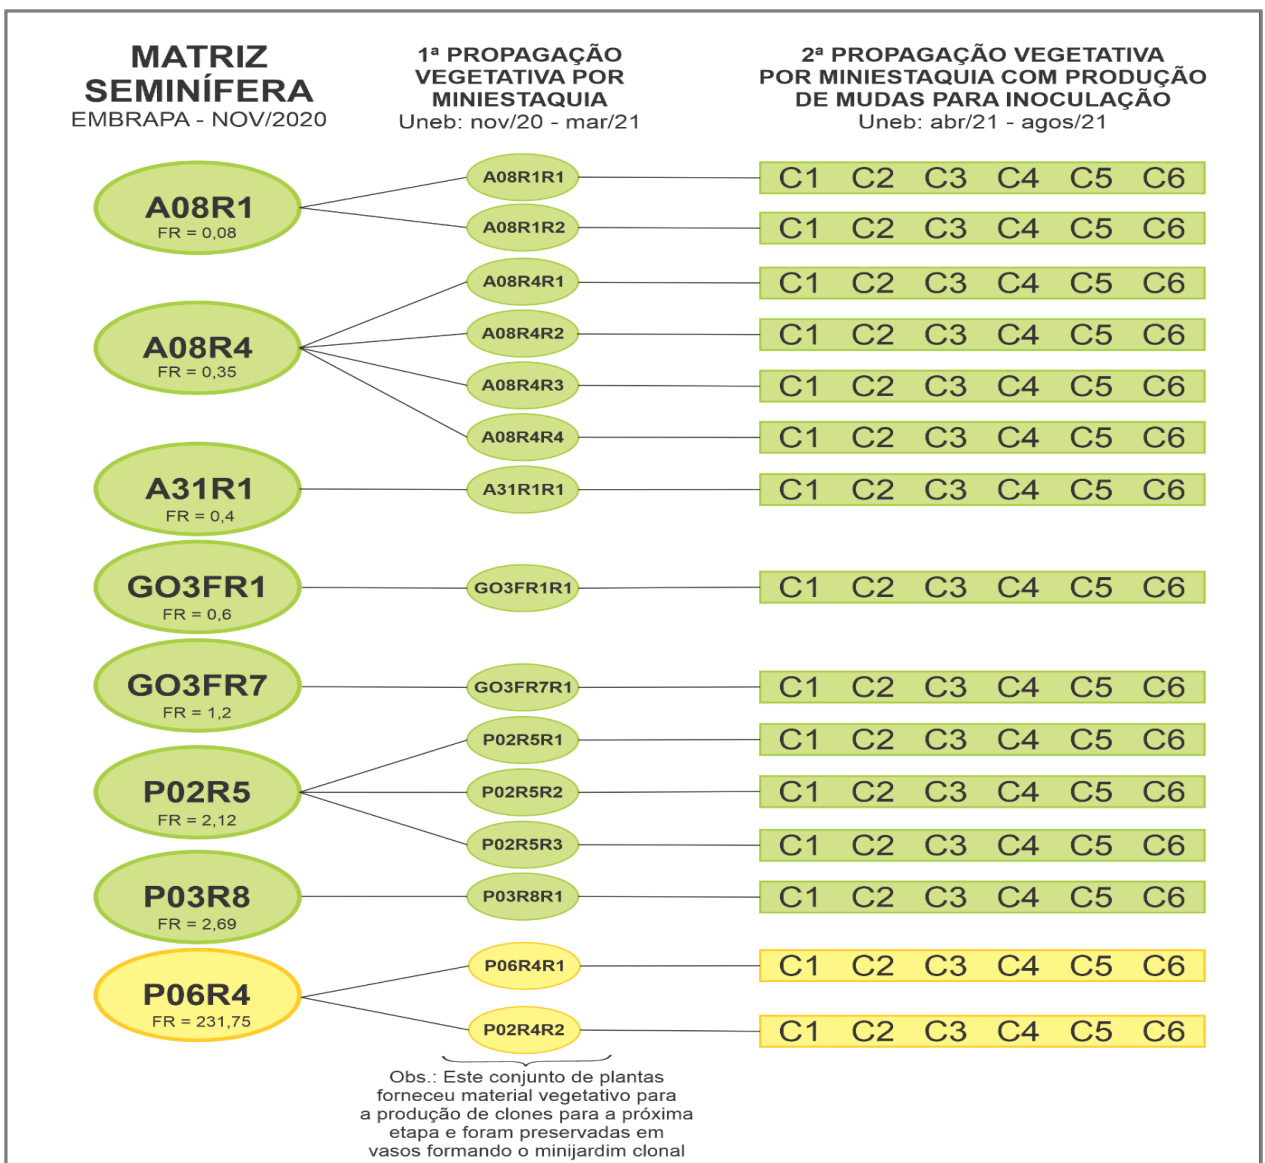 MATRIZ
SEMINÍFERA
EMBRAPA - NOV/2020
1ª PROPAGAÇÃO
VEGETATIVA POR
MINIESTAQUIA
Uneb: nov/20 - mar/21
2ª PROPAGAÇÃO VEGETATIVA
POR MINIESTAQUIA COM PRODUÇÃO
DE MUDAS PARA INOCULAÇÃO
Uneb: abr/21 - agos/21
A08R1
FR = 0,08
A08R1R1
C1 C2 C3 C4 C5 C6
A08R1R2
C1 C2 C3 C4 C5 C6
A08R4
FR = 0,35
A08R4R1
C1 C2 C3 C4 C5 C6
A08R4R2
C1 C2 C3 C4 C5 C6
A08R4R3
C1 C2 C3 C4 C5 C6
A08R4R4
C1 C2 C3 C4 C5 C6
A31R1
FR = 0,4
A31R1R1
C1 C2 C3 C4 C5 C6
GO3FR1
FR = 0,6
GO3FR1R1
C1 C2 C3 C4 C5 C6
GO3FR7
FR = 1,2
GO3FR7R1
C1 C2 C3 C4 C5 C6
P02R5
FR = 2,12
P02R5R1
C1 C2 C3 C4 C5 C6
P02R5R2
C1 C2 C3 C4 C5 C6
P02R5R3
C1 C2 C3 C4 C5 C6
P03R8
FR = 2,69
P03R8R1
C1 C2 C3 C4 C5 C6
P06R4
FR = 231,75
P06R4R1
C1 C2 C3 C4 C5 C6
P02R4R2
C1 C2 C3 C4 C5 C6
Obs.: Este conjunto de plantas
forneceu material vegetativo para
a produção de clones para a próxima
etapa e foram preservadas em
vasos formando o minijardim clonal